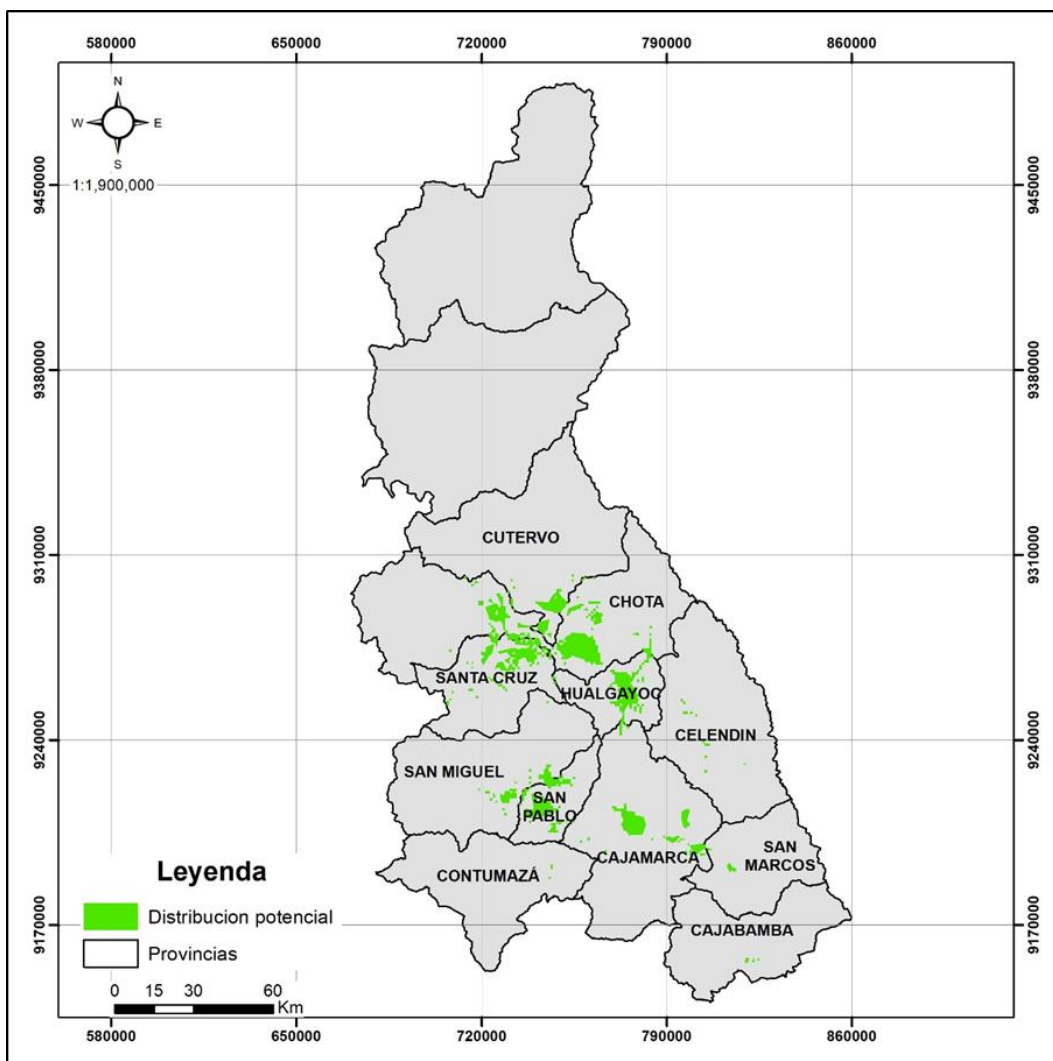 580000 650000 720000 790000 860000
N
W E
S
1:1,900,000
9450000 9450000
9380000 9380000
CUTERVO
9310000 9310000
CHOTA
SANTA CRUZ
HUALGAYOC
CELENDIN
9240000 9240000
SAN MIGUEL
SAN
PABLO
CAJAMARCA
SAN
MARCOS
CONTUMAZÁ
Leyenda
Distribucion potencial
Provincias
CAJABAMBA
9170000 9170000
0 15 30 60
Km
580000 650000 720000 790000 860000